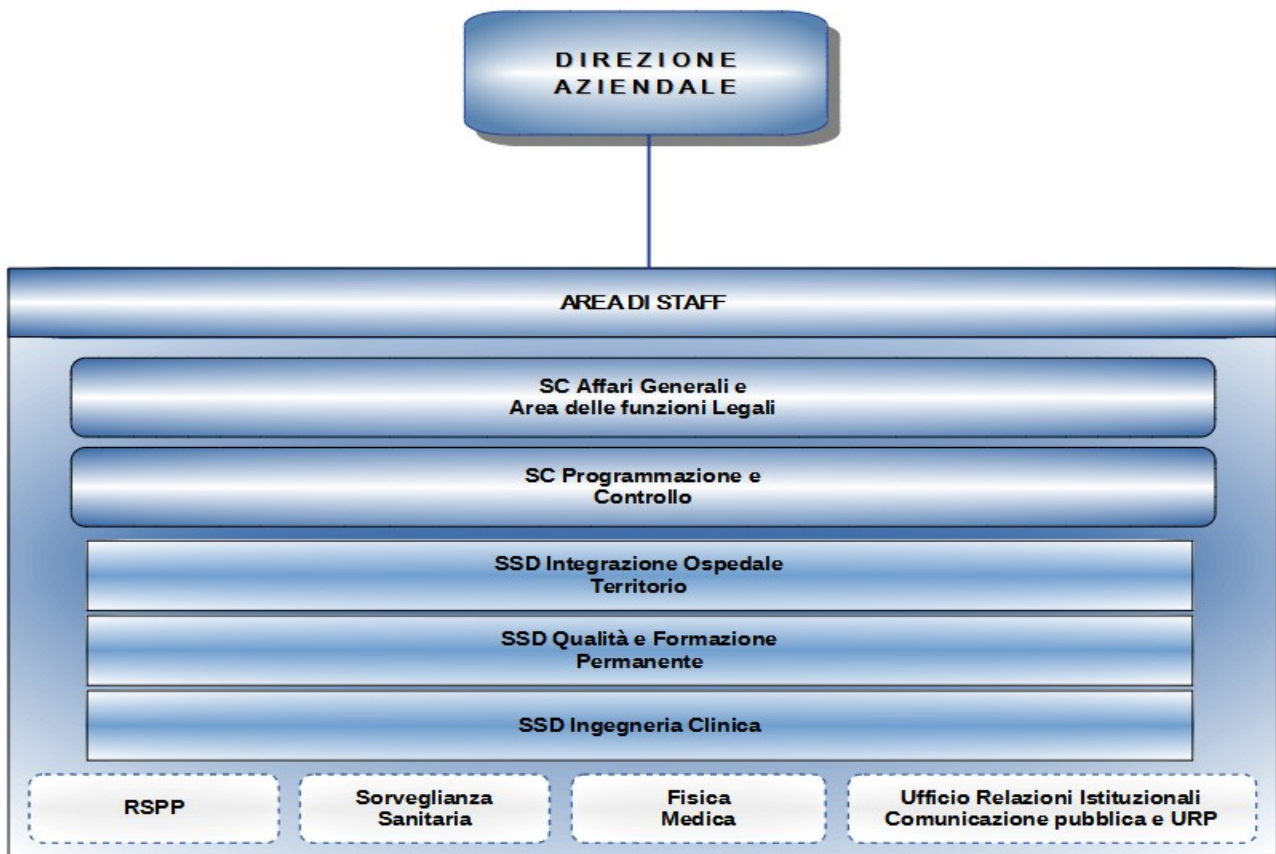 DIREZIONE
AZIENDALE
AREA DI STAFF
SC Affari Generali e
Area delle funzioni Legali
SC Programmazione e
Controllo
SSD Integrazione Ospedale
Territorio
SSD Qualità e Formazione
Permanente
SSD Ingegneria Clinica
RSPP
Sorveglianza
Sanitaria
Fisica
Medica
Ufficio Relazioni Istituzionali
Comunicazione pubblica e URP